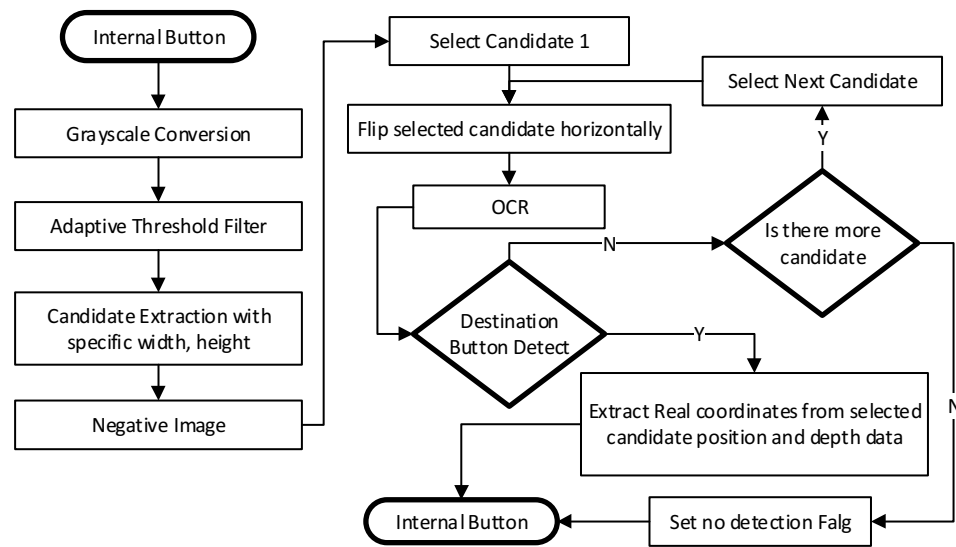 Internal Button
Grayscale Conversion
Adaptive Threshold Filter
Candidate Extraction with
specific width, height
Negative Image
Select Candidate 1
Select Next Candidate
Flip selected candidate horizontally
Y
OCR
N
Is there more
candidate
Destination
Button Detect
Y
Extract Real coordinates from selected
candidate position and depth data
N
Internal Button
Set no detection Falg